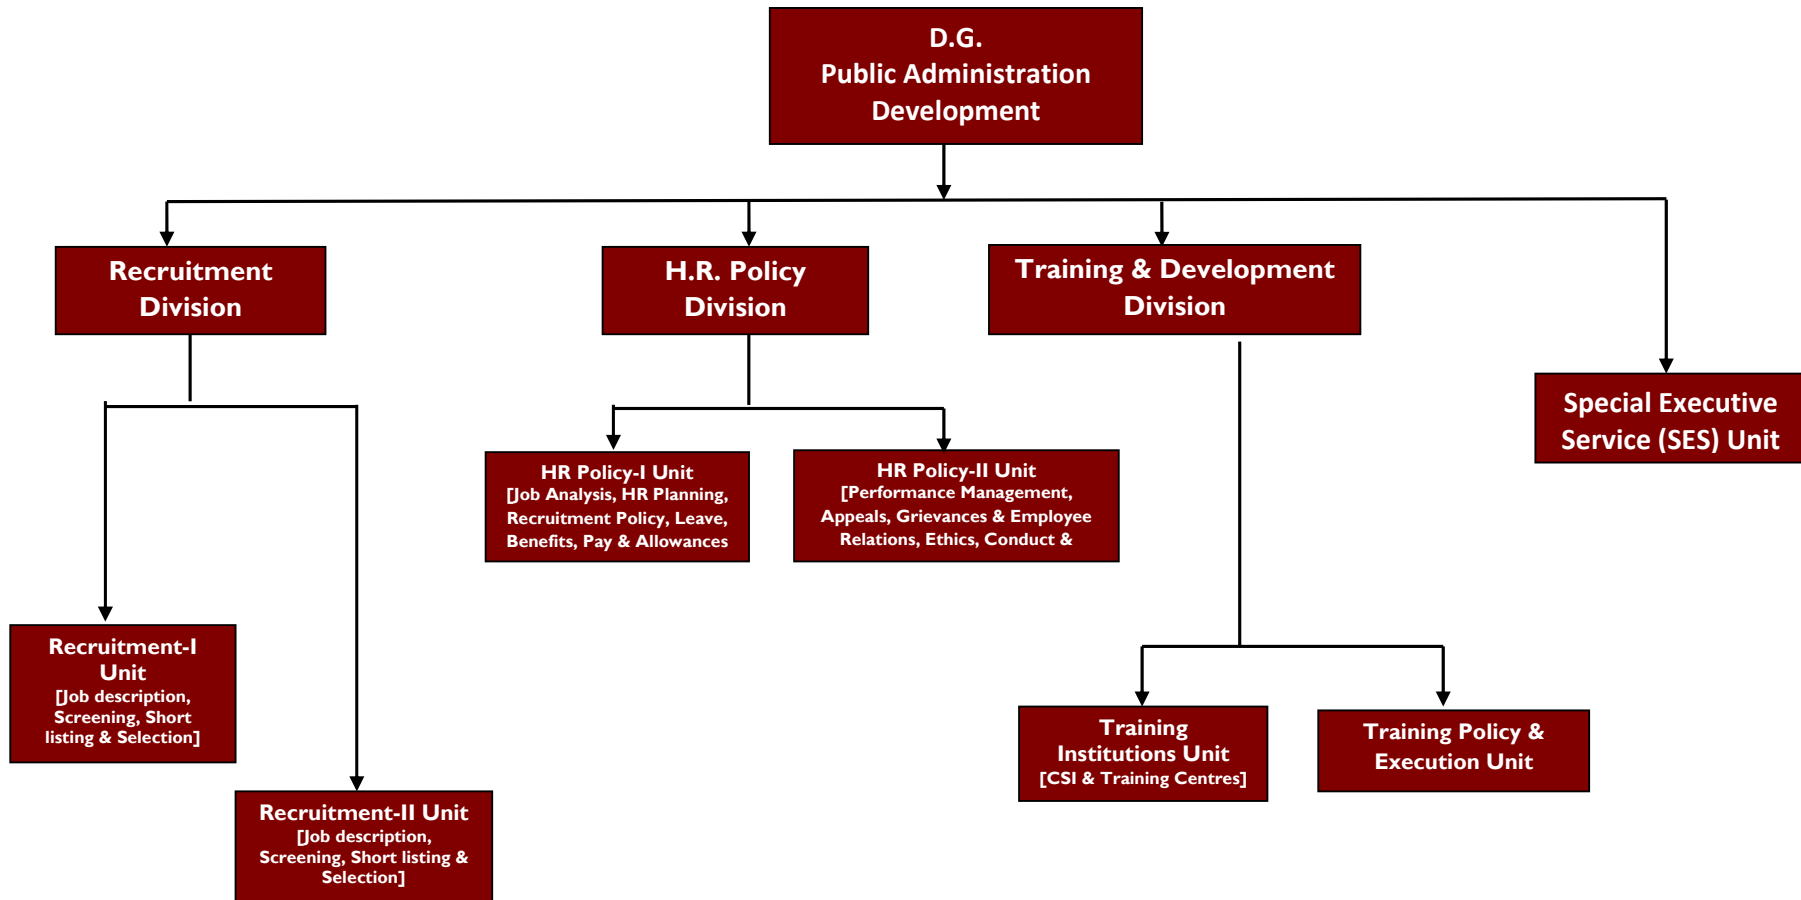 D.G.
Public Administration
Development
Recruitment
Division
H.R. Policy
Division
Training & Development
Division
Special Executive
Service (SES) Unit
HR Policy-I Unit
[Job Analysis, HR Planning,
Recruitment Policy, Leave,
Benefits, Pay & Allowances
HR Policy-II Unit
[Performance Management,
Appeals, Grievances & Employee
Relations, Ethics, Conduct &
Recruitment-I
Unit
[Job description,
Screening, Short
listing & Selection]
Recruitment-II Unit
[Job description,
Screening, Short listing &
Selection]
Training
Institutions Unit
[CSI & Training Centres]
Training Policy &
Execution Unit